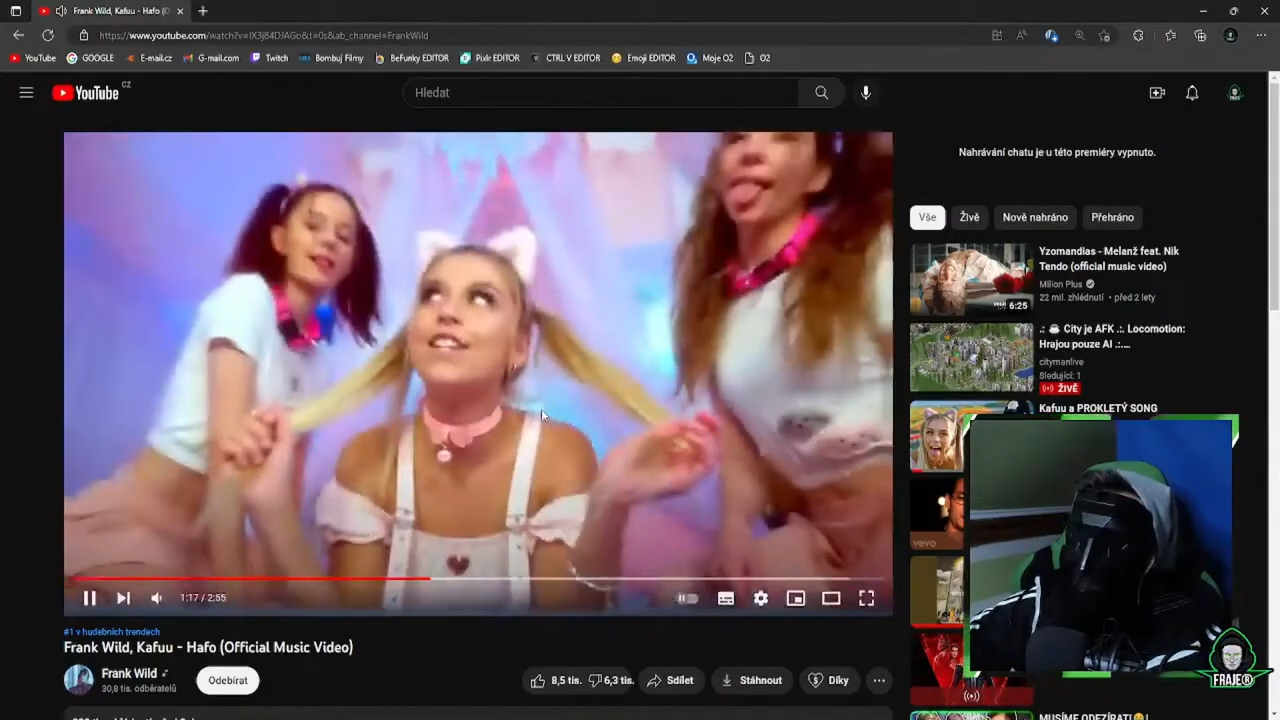 Frank Wild, Kafuu - Hafo (O
https://www.youtube.com/watch?v=lX3j84DJAGo&t=0s&ab_channel=FrankWild
YouTube
GOOGLE
E-mail.cz
G-mail.com
Twitch
Bombuj Filmy
BeFunky EDITOR
Pixlr EDITOR
CTRL V EDITOR
Emoji EDITOR
Moje O2
O2
YouTube CZ
Hledat
Nahrávání chatu je u této premiéry vypnuto.
Vše
Živě
Nově nahráno
Přehráno
Yzomandias - Melanž feat. Nik
Tendo (official music video)
Milion Plus
22 mil. zhlédnutí • před 2 lety
6:25
.: City je AFK .:. Locomotion:
Hrajou pouze AI .:...
citymanlive
Sledující: 1
ŽIVĚ
Kafuu a PROKLETÝ SONG
vevo
1:17 / 2:55
#1 v hudebních trendech
Frank Wild, Kafuu - Hafo (Official Music Video)
Frank Wild
30,8 tis. odběratelů
Odebírat
8,5 tis.
6,3 tis.
Sdílet
Stáhnout
Díky
FRAJE®
MUSÍME ODEZÍRAT!